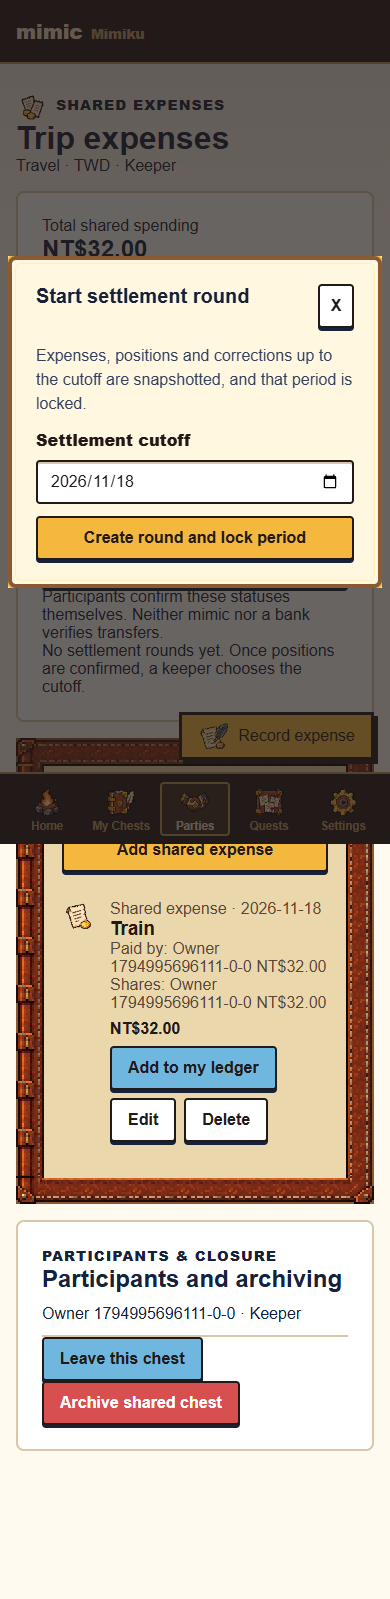 mimic Mimiku
SHARED EXPENSES
Trip expenses
Travel · TWD · Keeper
Total shared spending
NT$32.00
Start settlement round
X
Expenses, positions and corrections up to
the cutoff are snapshotted, and that period is
locked.
Settlement cutoff
2026/11/18
Create round and lock period
Participants confirm these statuses
themselves. Neither mimic nor a bank
verifies transfers.
No settlement rounds yet. Once positions
are confirmed, a keeper chooses the
cutoff.
Record expense
Home
My Chests
Parties
Quests
Settings
Add shared expense
Shared expense · 2026-11-18
Train
Paid by: Owner
1794995696111-0-0 NT$32.00
Shares: Owner
1794995696111-0-0 NT$32.00
NT$32.00
Add to my ledger
Edit
Delete
PARTICIPANTS & CLOSURE
Participants and archiving
Owner 1794995696111-0-0 · Keeper
Leave this chest
Archive shared chest